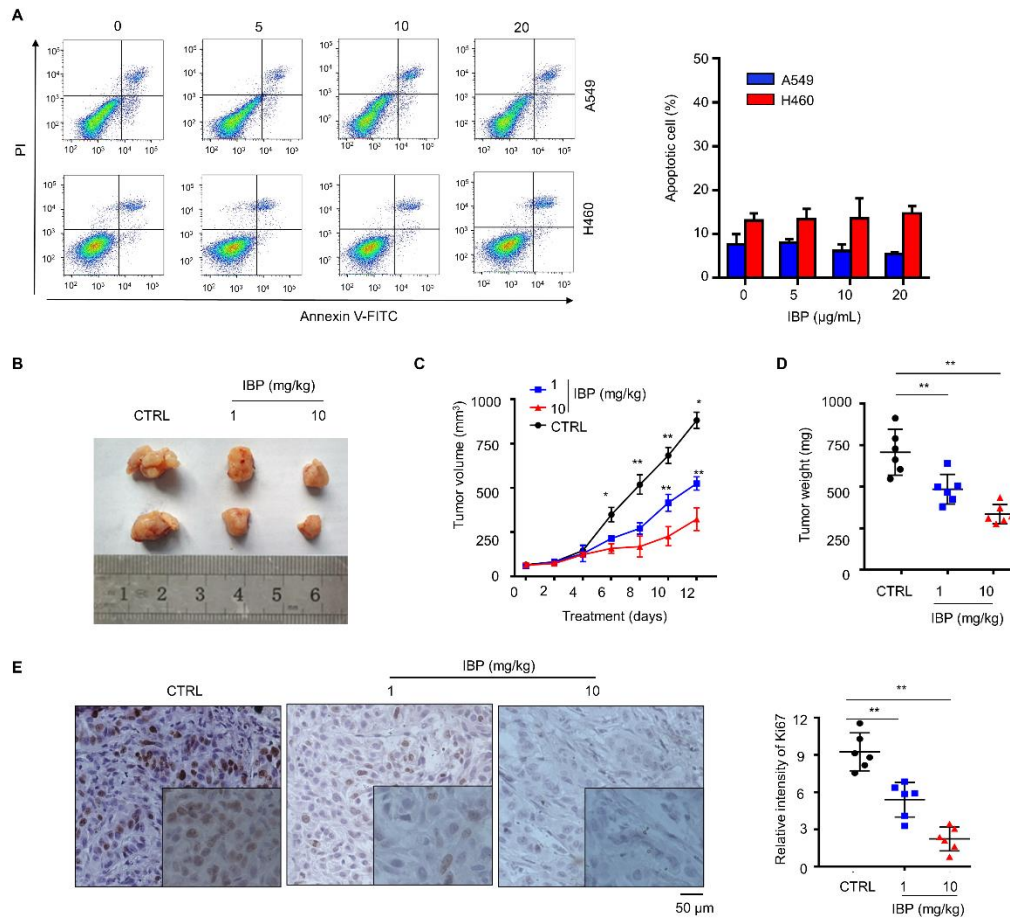 A
0 5 10 20
PI
10⁵ 10⁴ 10³ 10²
10² 10³ 10⁴ 10⁵
A549
H460
Annexin V-FITC
A549
H460
Apoptotic cell (%)
50
40
30
20
10
0
0 5 10 20
IBP (µg/mL)
B
IBP (mg/kg)
CTRL 1 10
1 2 3 4 5 6
C
1
10
IBP (mg/kg)
CTRL
Tumor volume (mm³)
1000
750
500
250
0
* ** ** *
** **
0 2 4 6 8 10 12
Treatment (days)
D
**
**
Tumor weight (mg)
1000
750
500
250
0
CTRL 1 10
IBP (mg/kg)
E
IBP (mg/kg)
CTRL 1 10
50 µm
**
**
Relative intensity of Ki67
12
9
6
3
0
CTRL 1 10
IBP (mg/kg)